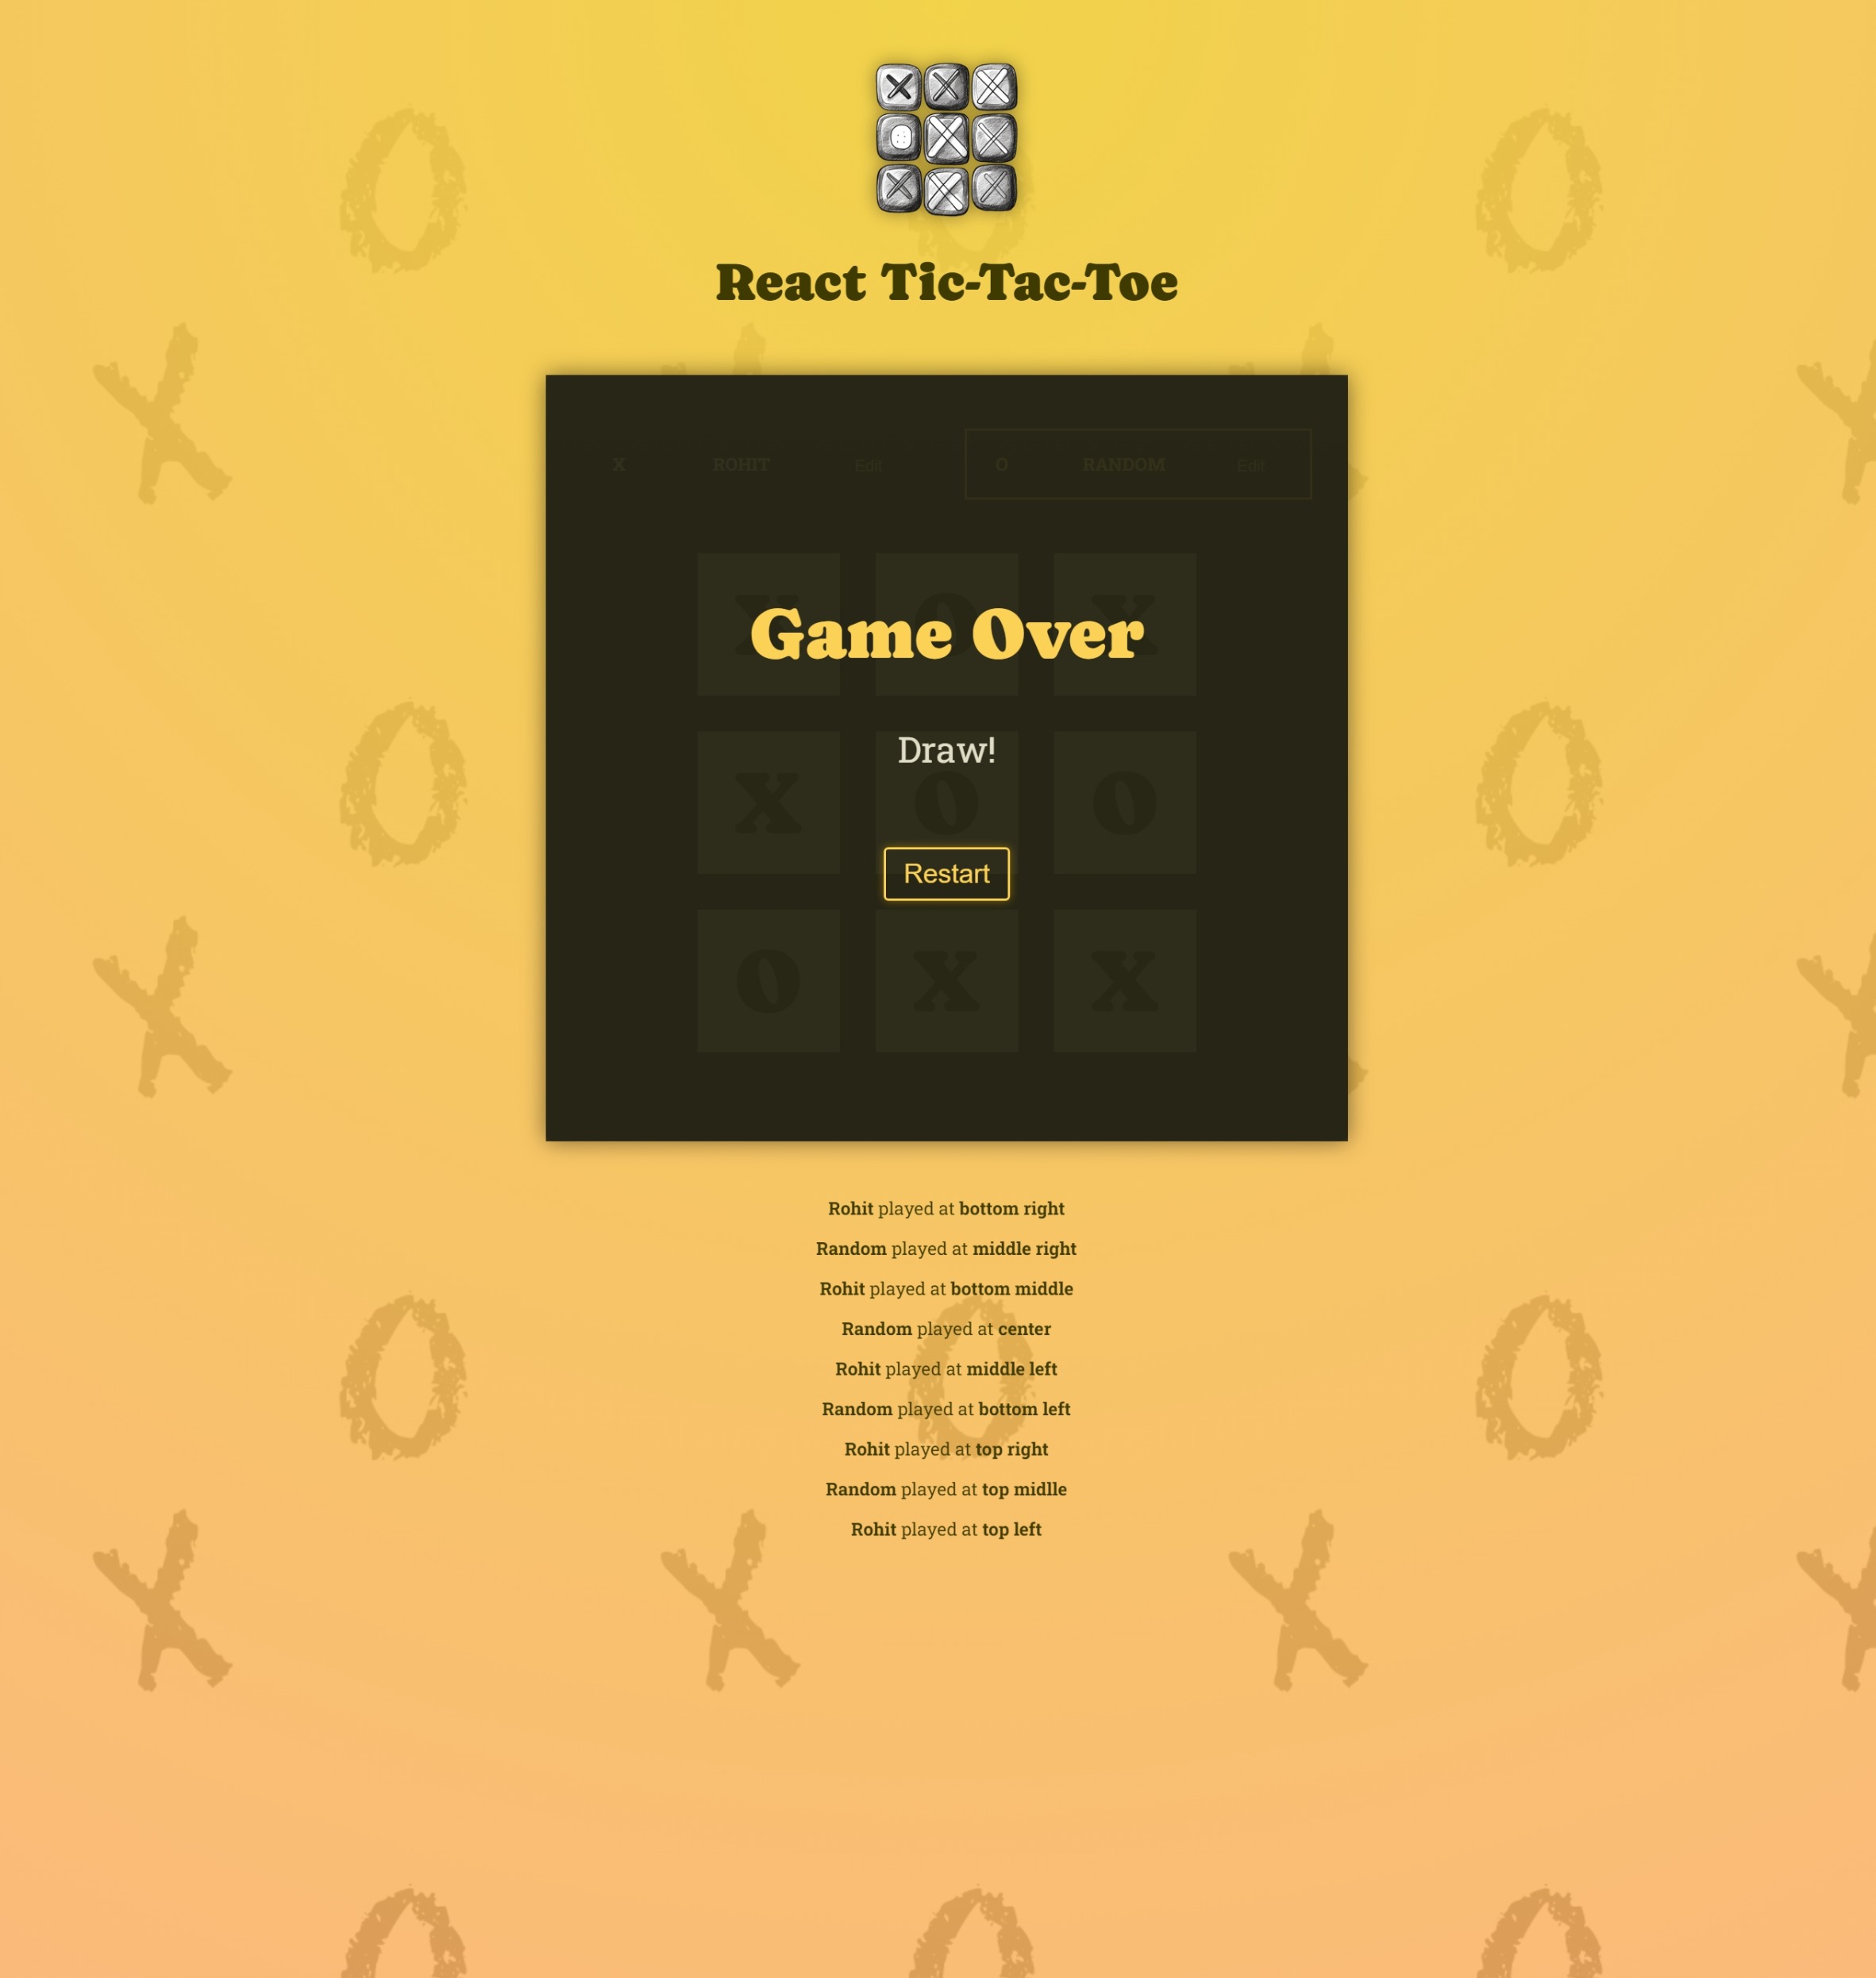 React Tic-Tac-Toe
X ROHIT Edit O RANDOM Edit
X O X
Game Over
Draw!
X O O
Restart
O X X
Rohit played at bottom right
Random played at middle right
Rohit played at bottom middle
Random played at center
Rohit played at middle left
Random played at bottom left
Rohit played at top right
Random played at top midlle
Rohit played at top left